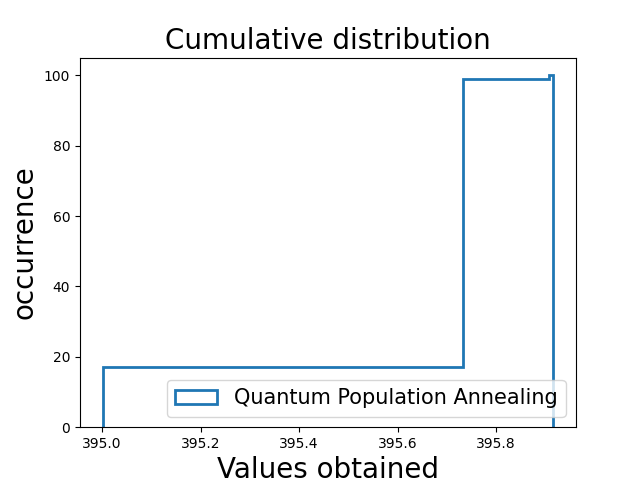 Cumulative distribution
occurrence
100
80
60
40
20
0
Quantum Population Annealing
395.0 395.2 395.4 395.6 395.8
Values obtained